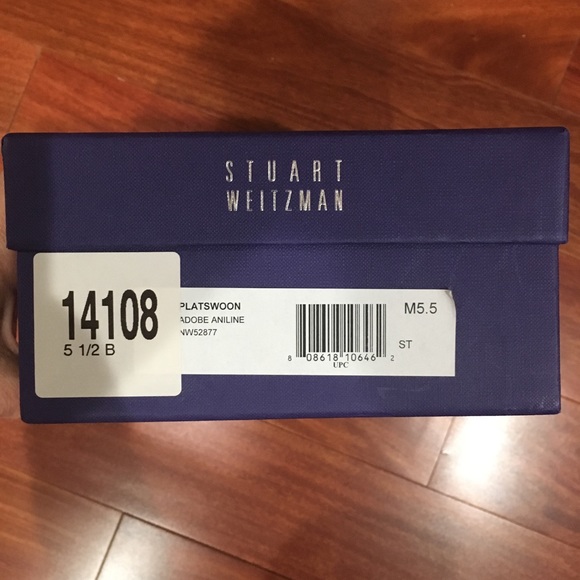 STUART
WEITZMAN
14108
5 1/2 B
PLATSWOON
ADOBE ANILINE
NW52877
8 08618 10646 2
UPC
M5.5
ST